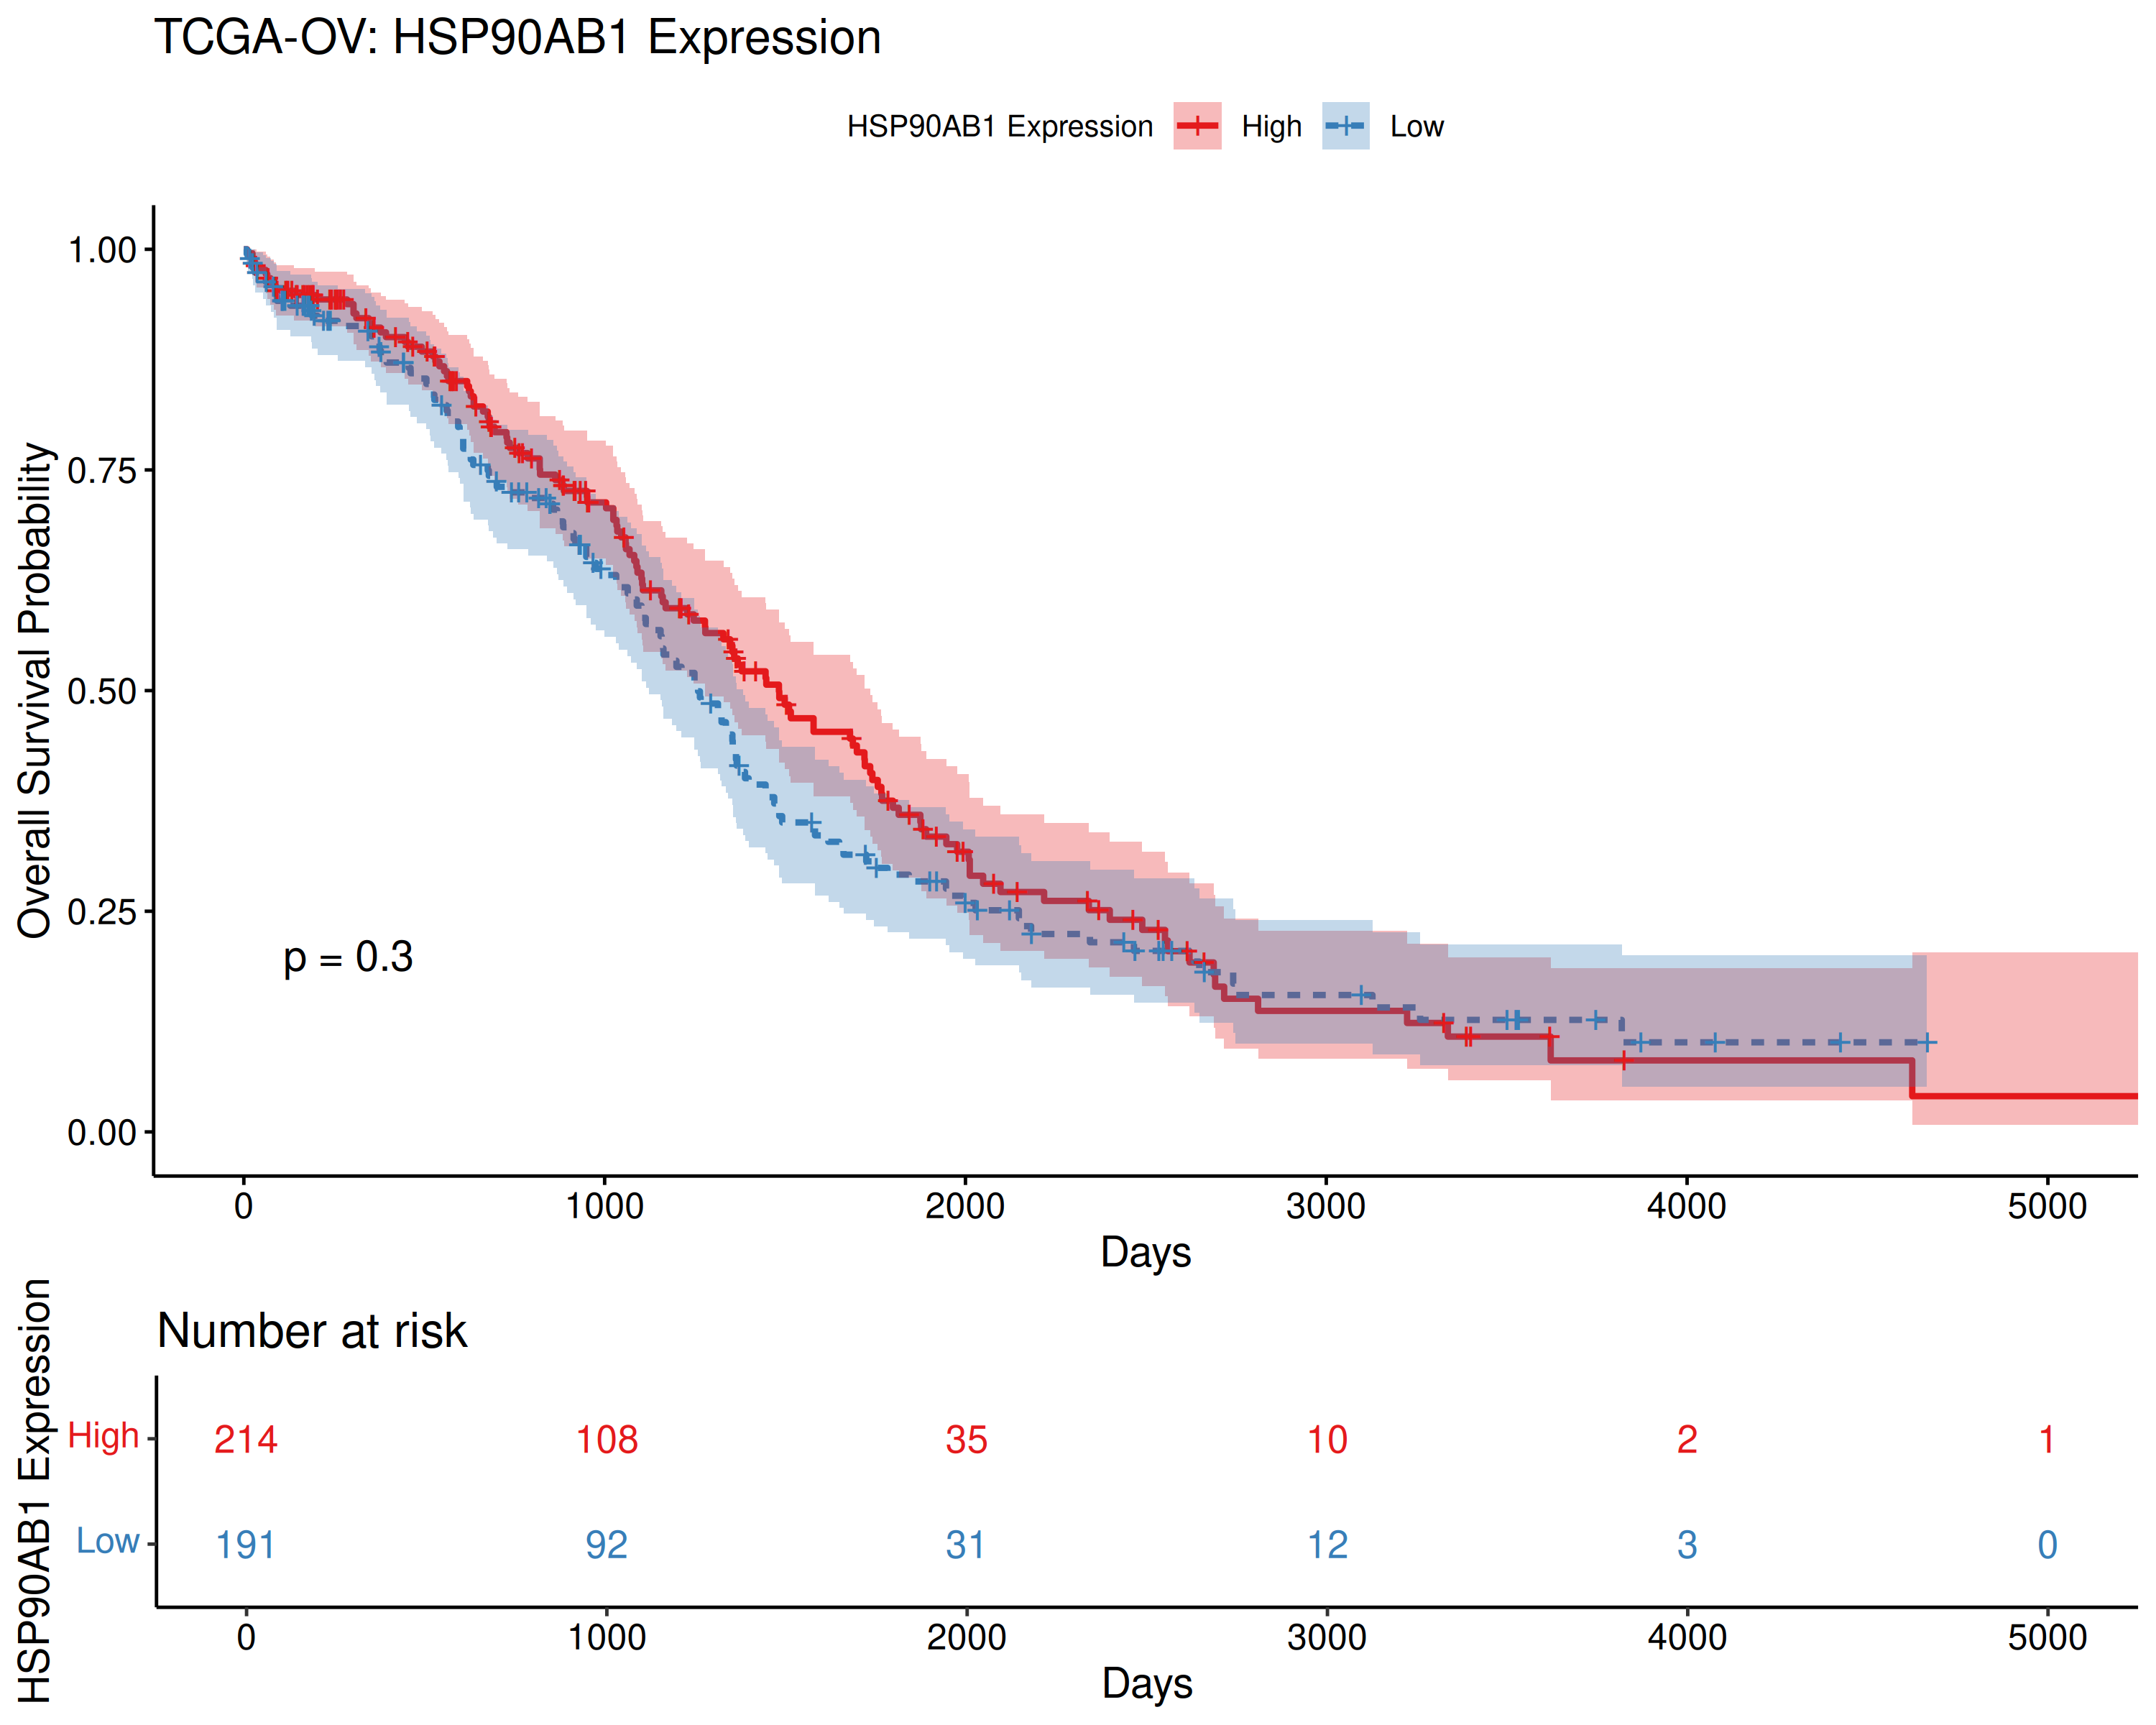 TCGA-OV: HSP90AB1 Expression
HSP90AB1 Expression High Low
Overall Survival Probability
1.00
0.75
0.50
0.25
0.00
p = 0.3
0 1000 2000 3000 4000 5000
Days
Number at risk
HSP90AB1 Expression
High 214 108 35 10 2 1
Low 191 92 31 12 3 0
0 1000 2000 3000 4000 5000
Days